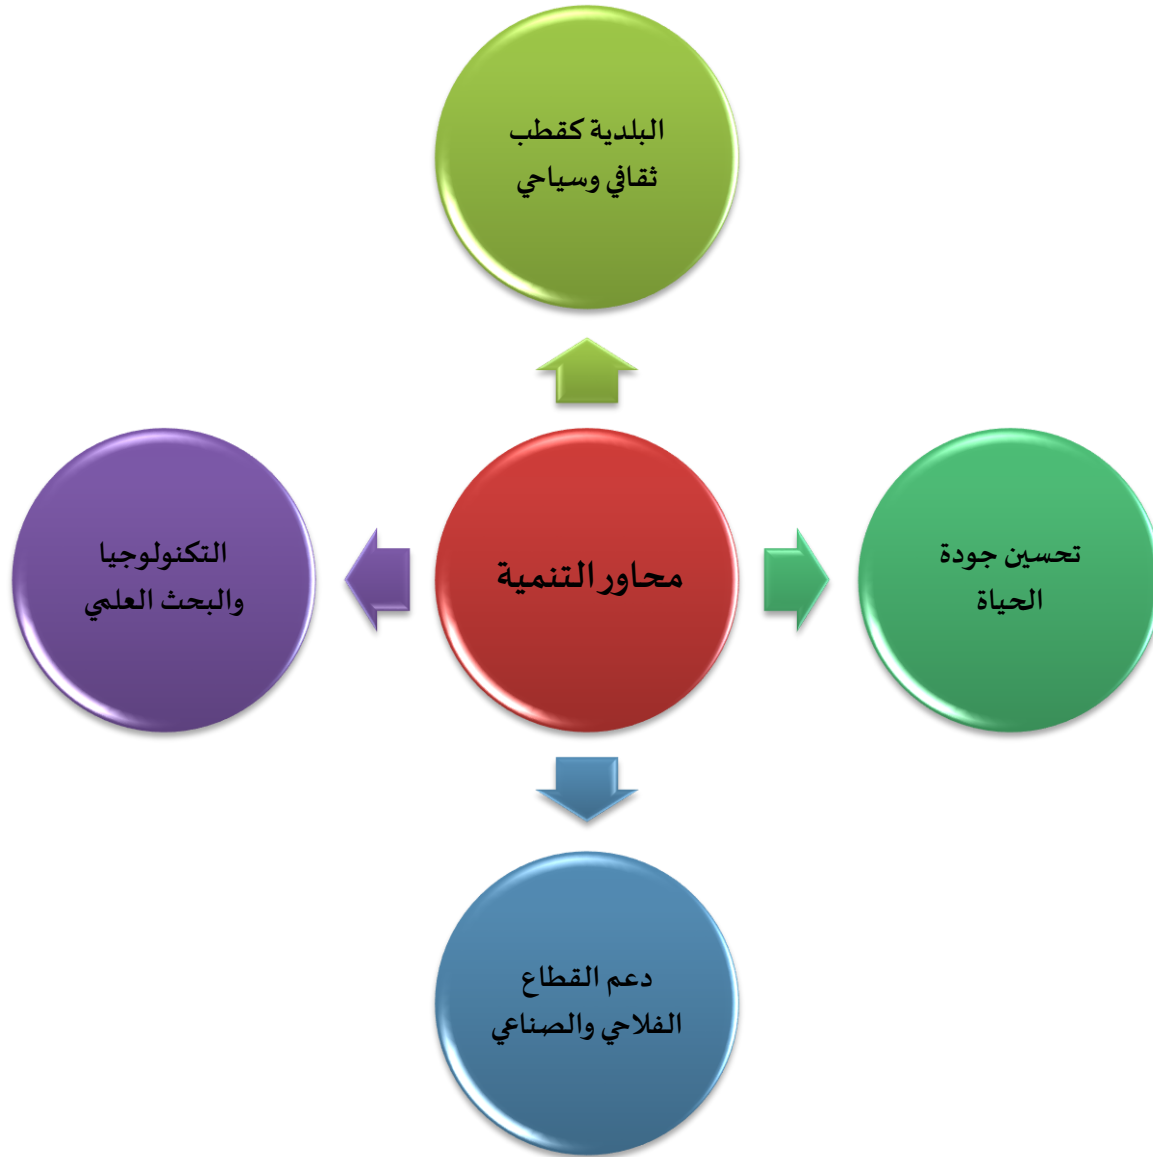 البلدية كقطب
ثقافي وسياحي
تحسين جودة
الحياة
محاور التنمية
التكنولوجيا
والبحث العلمي
دعم القطاع
الفلاحي والصناعي